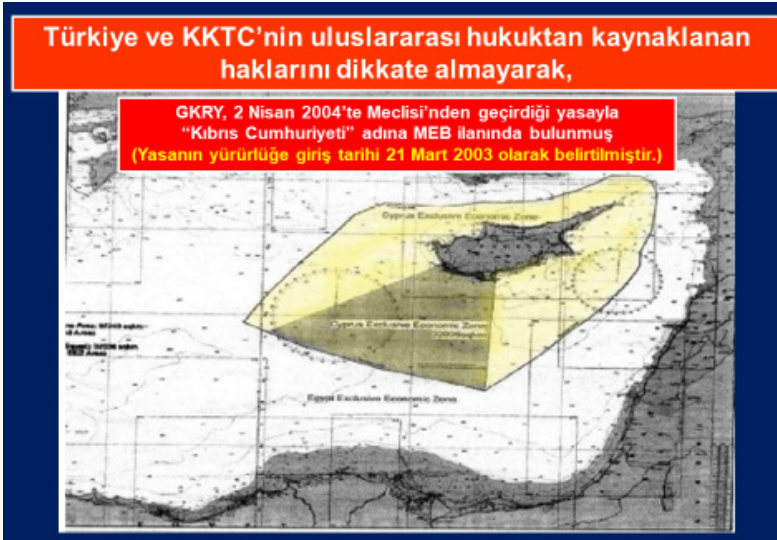 Türkiye ve KKTC’nin uluslararası hukuktan kaynaklanan
haklarını dikkate almayarak,
GKRY, 2 Nisan 2004’te Meclisi’nden geçirdiği yasayla
“Kıbrıs Cumhuriyeti” adına MEB ilanında bulunmuş
(Yasanın yürürlüğe giriş tarihi 21 Mart 2003 olarak belirtilmiştir.)
Cyprus Exclusive Economic Zone
Cyprus Exclusive Economic Zone
Egypt Exclusive Economic Zone